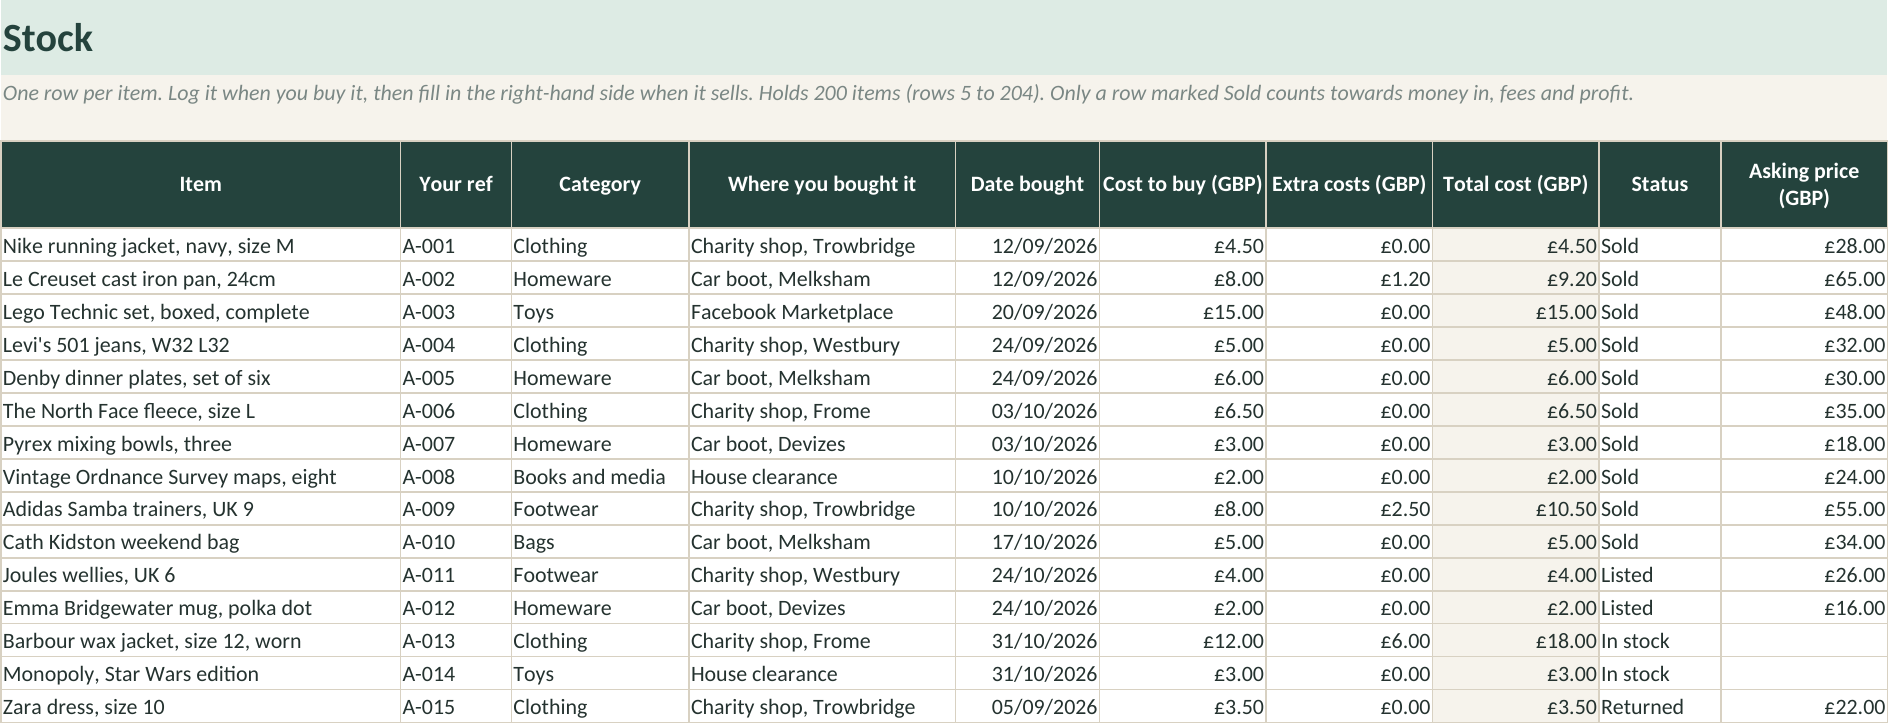 Stock
One row per item. Log it when you buy it, then fill in the right-hand side when it sells. Holds 200 items (rows 5 to 204). Only a row marked Sold counts towards money in, fees and profit.
Item Your ref Category Where you bought it Date bought Cost to buy (GBP) Extra costs (GBP) Total cost (GBP) Status Asking price (GBP)
Nike running jacket, navy, size M A-001 Clothing Charity shop, Trowbridge 12/09/2026 £4.50 £0.00 £4.50 Sold £28.00
Le Creuset cast iron pan, 24cm A-002 Homeware Car boot, Melksham 12/09/2026 £8.00 £1.20 £9.20 Sold £65.00
Lego Technic set, boxed, complete A-003 Toys Facebook Marketplace 20/09/2026 £15.00 £0.00 £15.00 Sold £48.00
Levi's 501 jeans, W32 L32 A-004 Clothing Charity shop, Westbury 24/09/2026 £5.00 £0.00 £5.00 Sold £32.00
Denby dinner plates, set of six A-005 Homeware Car boot, Melksham 24/09/2026 £6.00 £0.00 £6.00 Sold £30.00
The North Face fleece, size L A-006 Clothing Charity shop, Frome 03/10/2026 £6.50 £0.00 £6.50 Sold £35.00
Pyrex mixing bowls, three A-007 Homeware Car boot, Devizes 03/10/2026 £3.00 £0.00 £3.00 Sold £18.00
Vintage Ordnance Survey maps, eight A-008 Books and media House clearance 10/10/2026 £2.00 £0.00 £2.00 Sold £24.00
Adidas Samba trainers, UK 9 A-009 Footwear Charity shop, Trowbridge 10/10/2026 £8.00 £2.50 £10.50 Sold £55.00
Cath Kidston weekend bag A-010 Bags Car boot, Melksham 17/10/2026 £5.00 £0.00 £5.00 Sold £34.00
Joules wellies, UK 6 A-011 Footwear Charity shop, Westbury 24/10/2026 £4.00 £0.00 £4.00 Listed £26.00
Emma Bridgewater mug, polka dot A-012 Homeware Car boot, Devizes 24/10/2026 £2.00 £0.00 £2.00 Listed £16.00
Barbour wax jacket, size 12, worn A-013 Clothing Charity shop, Frome 31/10/2026 £12.00 £6.00 £18.00 In stock
Monopoly, Star Wars edition A-014 Toys House clearance 31/10/2026 £3.00 £0.00 £3.00 In stock
Zara dress, size 10 A-015 Clothing Charity shop, Trowbridge 05/09/2026 £3.50 £0.00 £3.50 Returned £22.00